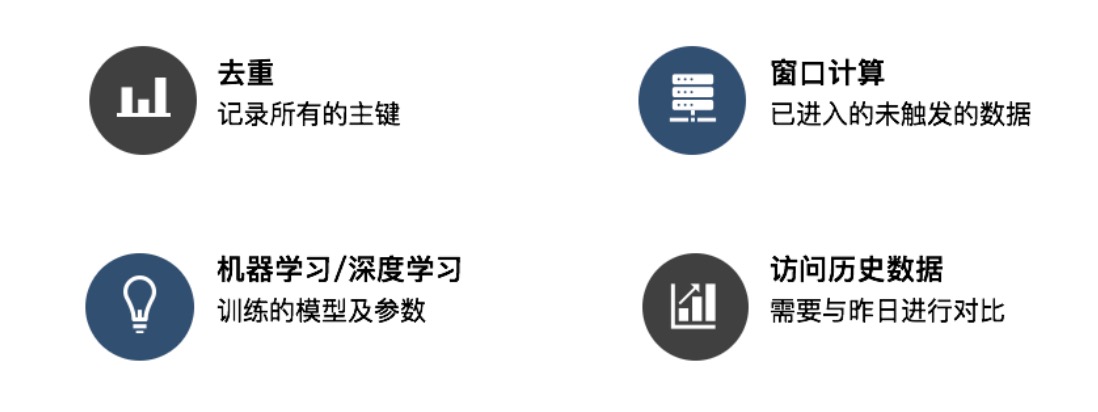 去重
记录所有的主键
窗口计算
已进入的未触发的数据
机器学习/深度学习
训练的模型及参数
访问历史数据
需要与昨日进行对比